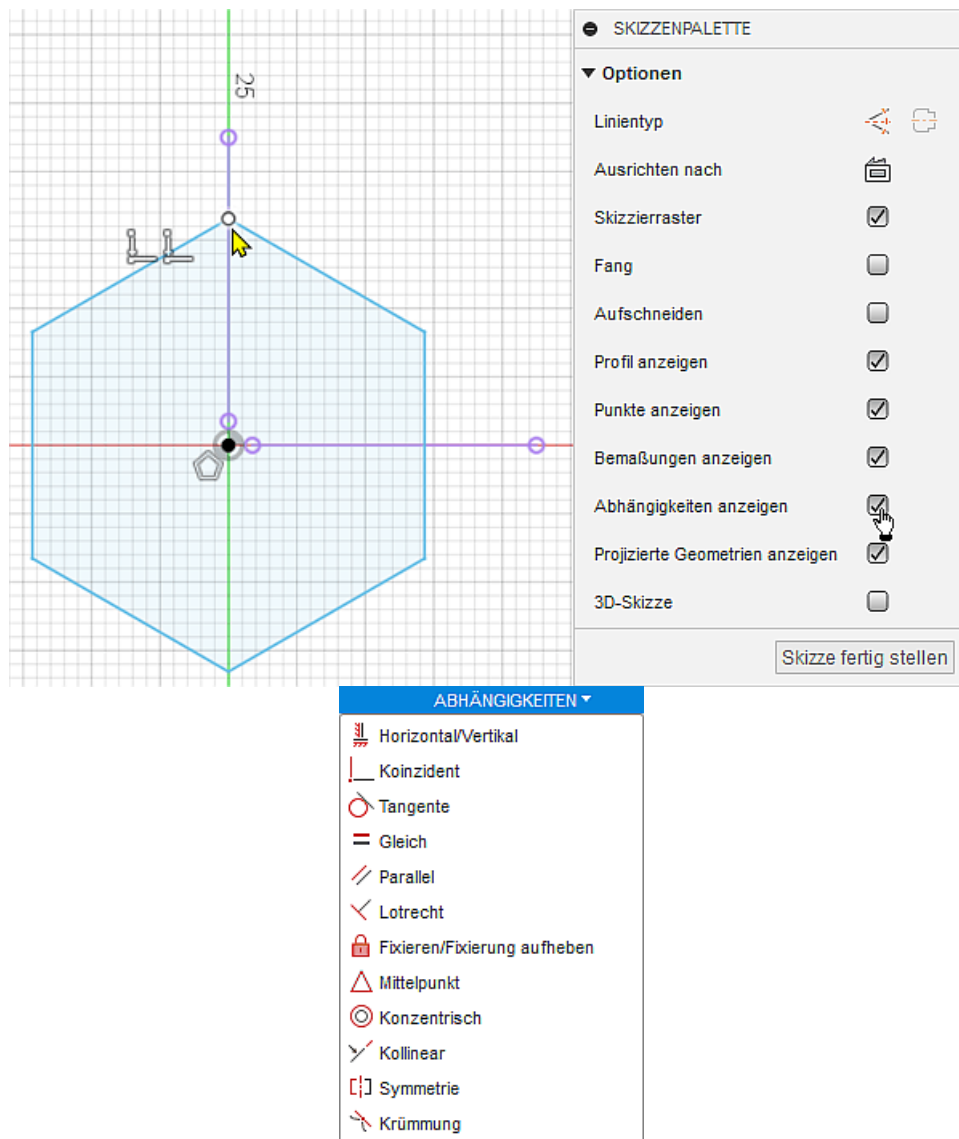 25
SKIZZENPALETTE
Optionen
Linientyp
Ausrichten nach
Skizzierraster
Fang
Aufschneiden
Profil anzeigen
Punkte anzeigen
Bemaßungen anzeigen
Abhängigkeiten anzeigen
Projizierte Geometrien anzeigen
3D-Skizze
Skizze fertig stellen
ABHÄNGIGKEITEN
Horizontal/Vertikal
Koinzident
Tangente
Gleich
Parallel
Lotrecht
Fixieren/Fixierung aufheben
Mittelpunkt
Konzentrisch
Kollinear
Symmetrie
Krümmung